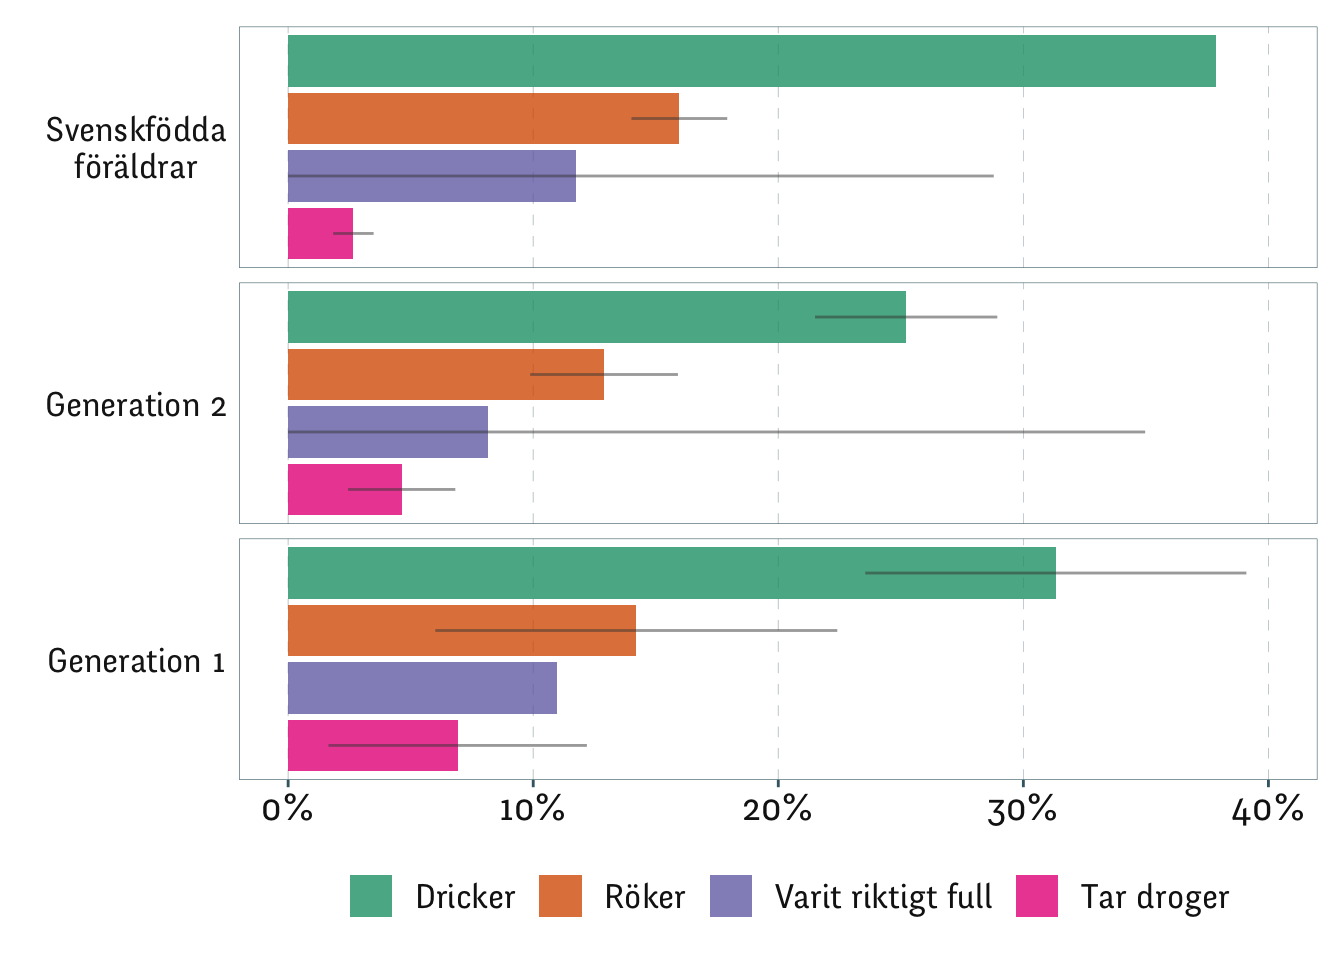 Svenskfödda
föräldrar
Generation 2
Generation 1
0% 10% 20% 30% 40%
Dricker Röker Varit riktigt full Tar droger